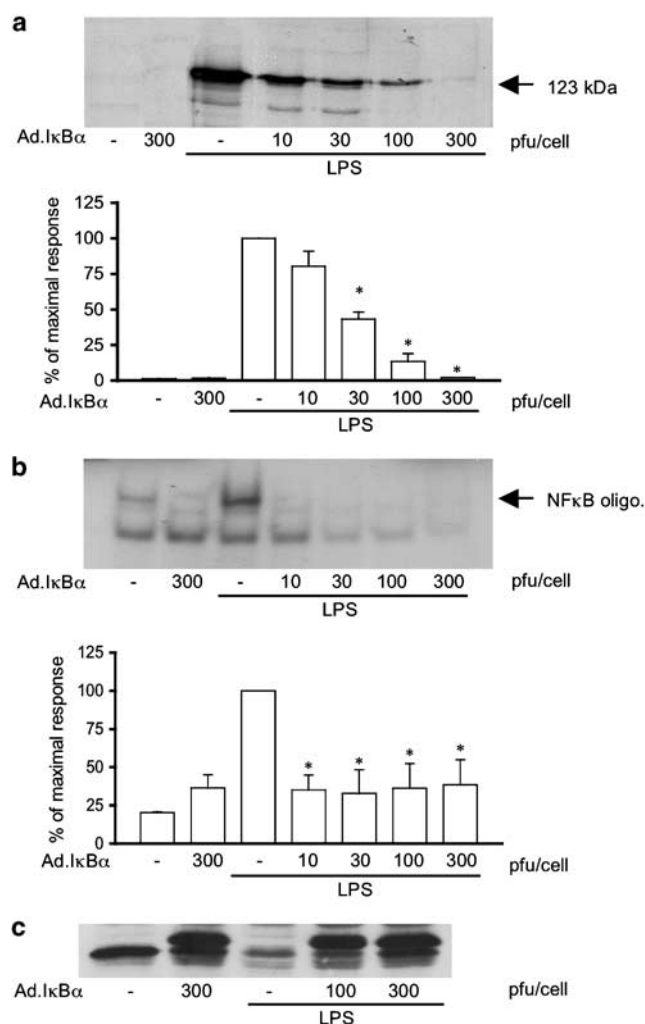 a
123 kDa
Ad.IκBα - 300 - 10 30 100 300 pfu/cell
LPS
% of maximal response
125
100
75
50
25
0
*
*
*
Ad.IκBα - 300 - 10 30 100 300 pfu/cell
LPS
b
NFκB oligo.
Ad.IκBα - 300 - 10 30 100 300 pfu/cell
LPS
% of maximal response
125
100
75
50
25
0
* * * *
Ad.IκBα - 300 - 10 30 100 300 pfu/cell
LPS
c
Ad.IκBα - 300 - 100 300 pfu/cell
LPS